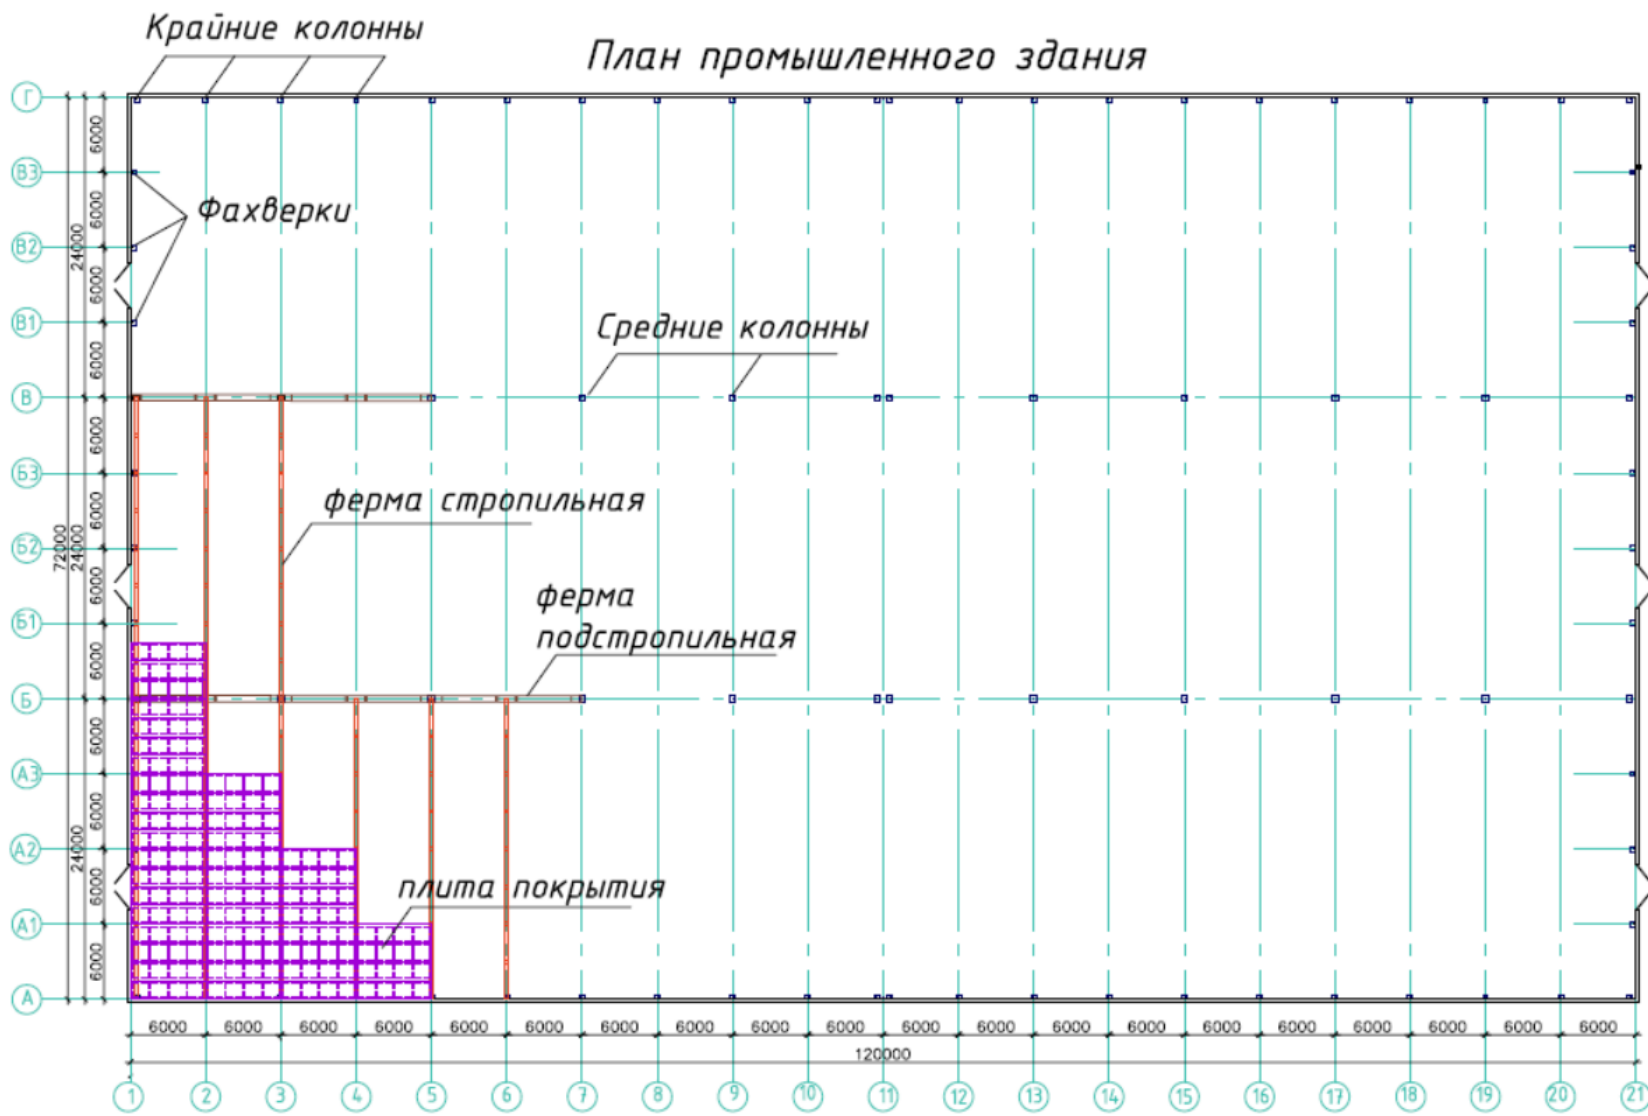 Крайние колонны
План промышленного здания
Г
6000
В3
Фахверки
6000
24000
В2
6000
В1
Средние колонны
6000
В
6000
Б3
ферма стропильная
6000
Б2
72000
24000
6000
ферма
Б1
подстропильная
6000
Б
6000
А3
6000
А2
24000
плита покрытия
6000
А1
6000
А
6000 6000 6000 6000 6000 6000 6000 6000 6000 6000 6000 6000 6000 6000 6000 6000 6000 6000 6000 6000
120000
1 2 3 4 5 6 7 8 9 10 11 12 13 14 15 16 17 18 19 20 21